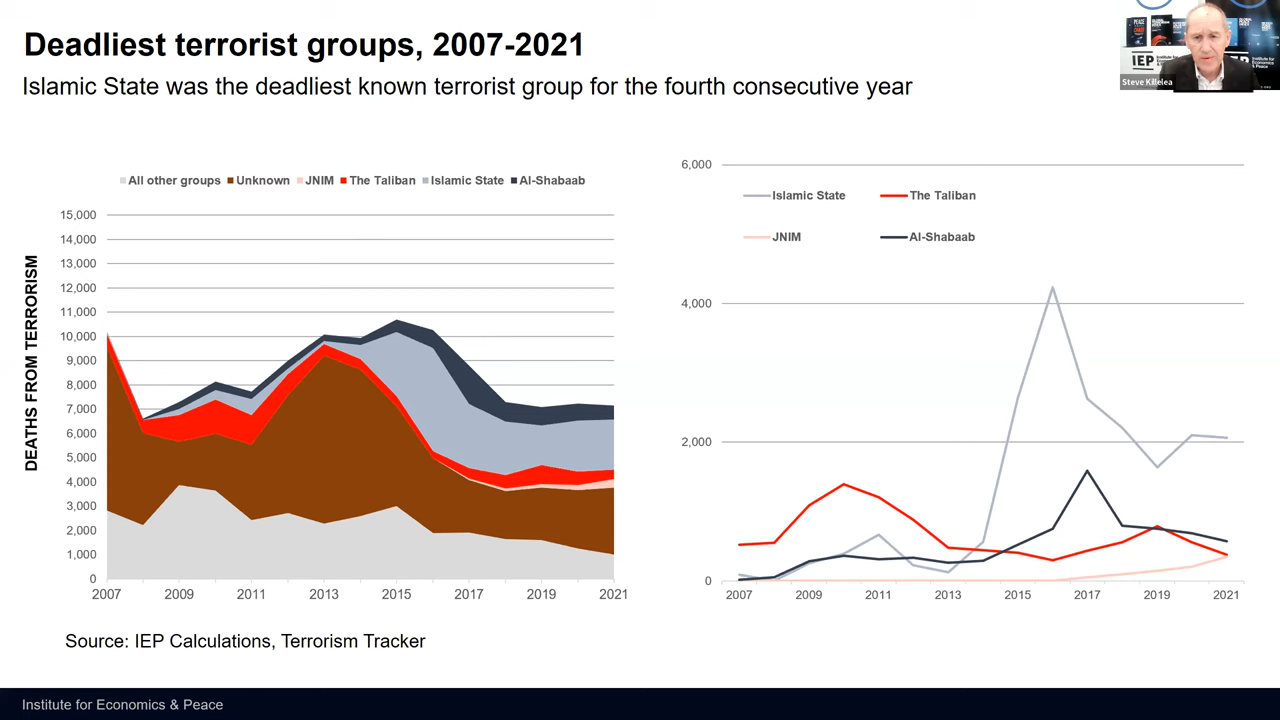 Deadliest terrorist groups, 2007-2021
Islamic State was the deadliest known terrorist group for the fourth consecutive year
IEP
Steve Killelea
All other groups Unknown JNIM The Taliban Islamic State Al-Shabaab
DEATHS FROM TERRORISM
15,000
14,000
13,000
12,000
11,000
10,000
9,000
8,000
7,000
6,000
5,000
4,000
3,000
2,000
1,000
0
2007 2009 2011 2013 2015 2017 2019 2021
6,000
Islamic State The Taliban
JNIM Al-Shabaab
4,000
2,000
0
2007 2009 2011 2013 2015 2017 2019 2021
Source: IEP Calculations, Terrorism Tracker
Institute for Economics & Peace